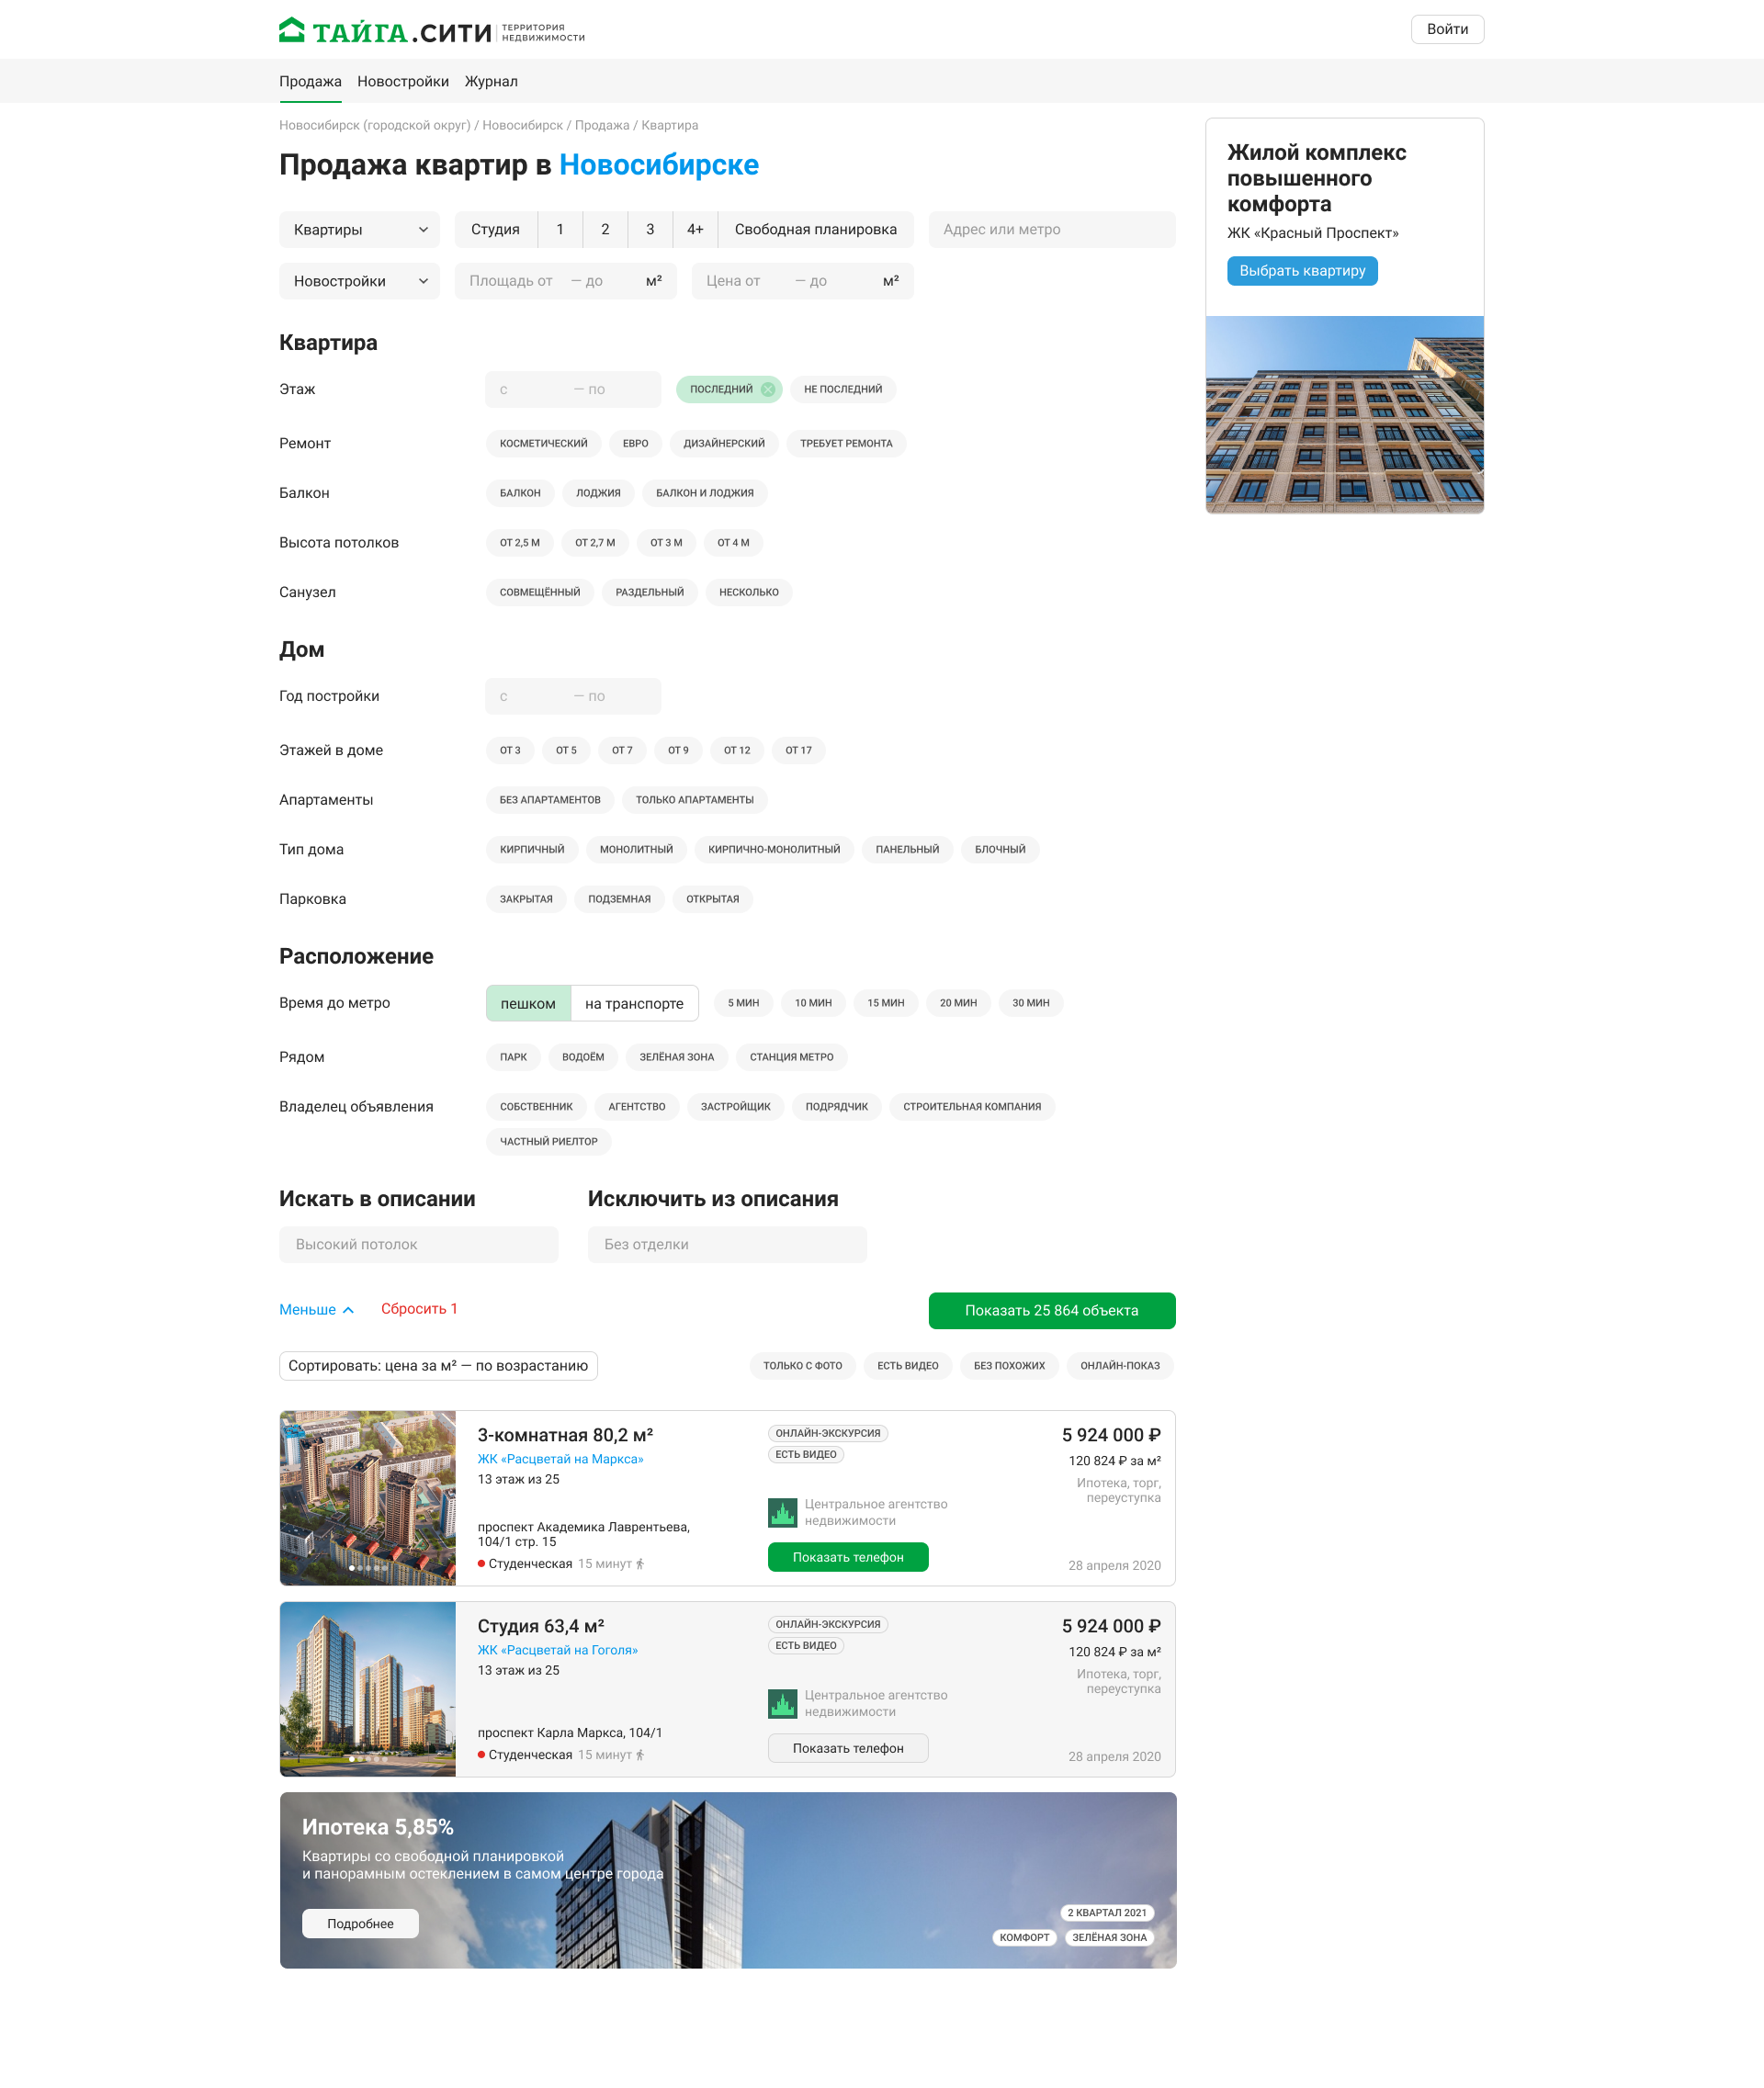 ТАЙГА.СИТИ
ТЕРРИТОРИЯ
НЕДВИЖИМОСТИ
Войти
Продажа Новостройки Журнал
Новосибирск (городской округ) / Новосибирск / Продажа / Квартира
Продажа квартир в Новосибирске
Квартиры Студия 1 2 3 4+ Свободная планировка Адрес или метро
Новостройки Площадь от — до м² Цена от — до м²
Жилой комплекс
повышенного
комфорта
ЖК «Красный Проспект»
Выбрать квартиру
Квартира
Этаж с — по ПОСЛЕДНИЙ НЕ ПОСЛЕДНИЙ
Ремонт КОСМЕТИЧЕСКИЙ ЕВРО ДИЗАЙНЕРСКИЙ ТРЕБУЕТ РЕМОНТА
Балкон БАЛКОН ЛОДЖИЯ БАЛКОН И ЛОДЖИЯ
Высота потолков ОТ 2,5 М ОТ 2,7 М ОТ 3 М ОТ 4 М
Санузел СОВМЕЩЁННЫЙ РАЗДЕЛЬНЫЙ НЕСКОЛЬКО
Дом
Год постройки с — по
Этажей в доме ОТ 3 ОТ 5 ОТ 7 ОТ 9 ОТ 12 ОТ 17
Апартаменты БЕЗ АПАРТАМЕНТОВ ТОЛЬКО АПАРТАМЕНТЫ
Тип дома КИРПИЧНЫЙ МОНОЛИТНЫЙ КИРПИЧНО-МОНОЛИТНЫЙ ПАНЕЛЬНЫЙ БЛОЧНЫЙ
Парковка ЗАКРЫТАЯ ПОДЗЕМНАЯ ОТКРЫТАЯ
Расположение
Время до метро пешком на транспорте 5 МИН 10 МИН 15 МИН 20 МИН 30 МИН
Рядом ПАРК ВОДОЁМ ЗЕЛЁНАЯ ЗОНА СТАНЦИЯ МЕТРО
Владелец объявления СОБСТВЕННИК АГЕНТСТВО ЗАСТРОЙЩИК ПОДРЯДЧИК СТРОИТЕЛЬНАЯ КОМПАНИЯ
ЧАСТНЫЙ РИЕЛТОР
Искать в описании Исключить из описания
Высокий потолок Без отделки
Меньше Сбросить 1 Показать 25 864 объекта
Сортировать: цена за м² — по возрастанию ТОЛЬКО С ФОТО ЕСТЬ ВИДЕО БЕЗ ПОХОЖИХ ОНЛАЙН-ПОКАЗ
3-комнатная 80,2 м²
ЖК «Расцветай на Маркса»
13 этаж из 25
проспект Академика Лаврентьева,
104/1 стр. 15
Студенческая 15 минут
ОНЛАЙН-ЭКСКУРСИЯ
ЕСТЬ ВИДЕО
Центральное агентство
недвижимости
Показать телефон
5 924 000 ₽
120 824 ₽ за м²
Ипотека, торг,
переуступка
28 апреля 2020
Студия 63,4 м²
ЖК «Расцветай на Гоголя»
13 этаж из 25
проспект Карла Маркса, 104/1
Студенческая 15 минут
ОНЛАЙН-ЭКСКУРСИЯ
ЕСТЬ ВИДЕО
Центральное агентство
недвижимости
Показать телефон
5 924 000 ₽
120 824 ₽ за м²
Ипотека, торг,
переуступка
28 апреля 2020
Ипотека 5,85%
Квартиры со свободной планировкой
и панорамным остеклением в самом центре города
Подробнее
2 КВАРТАЛ 2021
КОМФОРТ ЗЕЛЁНАЯ ЗОНА